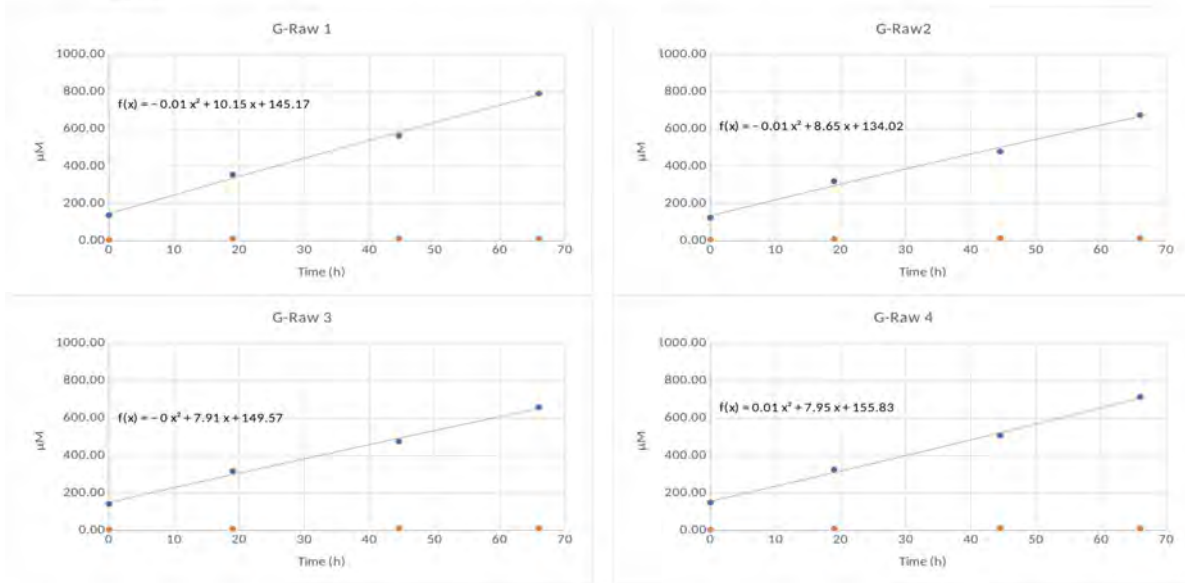 G-Raw 1
1000.00
800.00
600.00
400.00
200.00
0.00
µM
f(x) = − 0.01 x² + 10.15 x + 145.17
0 10 20 30 40 50 60 70
Time (h)
G-Raw2
1000.00
800.00
600.00
400.00
200.00
0.00
µM
f(x) = −0.01 x² + 8.65 x + 134.02
0 10 20 30 40 50 60 70
Time (h)
G-Raw 3
1000.00
800.00
600.00
400.00
200.00
0.00
µM
f(x) = − 0 x² + 7.91 x + 149.57
0 10 20 30 40 50 60 70
Time (h)
G-Raw 4
1000.00
800.00
600.00
400.00
200.00
0.00
µM
f(x) = 0.01 x² + 7.95 x + 155.83
0 10 20 30 40 50 60 70
Time (h)